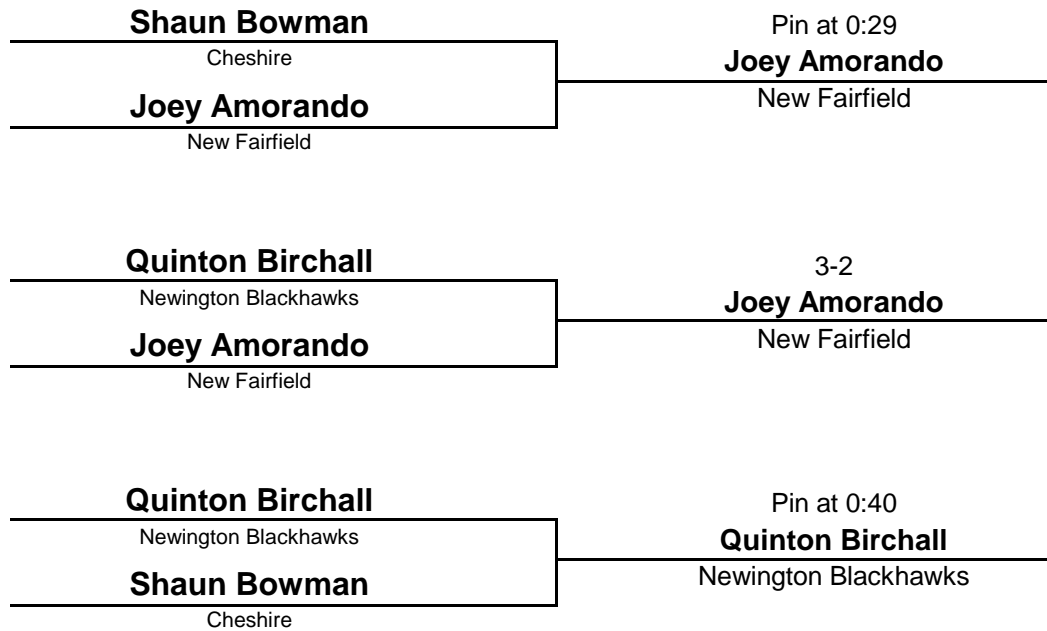 Shaun Bowman
Cheshire
Joey Amorando
New Fairfield
Pin at 0:29
Joey Amorando
New Fairfield
Quinton Birchall
Newington Blackhawks
Joey Amorando
New Fairfield
3-2
Joey Amorando
New Fairfield
Quinton Birchall
Newington Blackhawks
Shaun Bowman
Cheshire
Pin at 0:40
Quinton Birchall
Newington Blackhawks